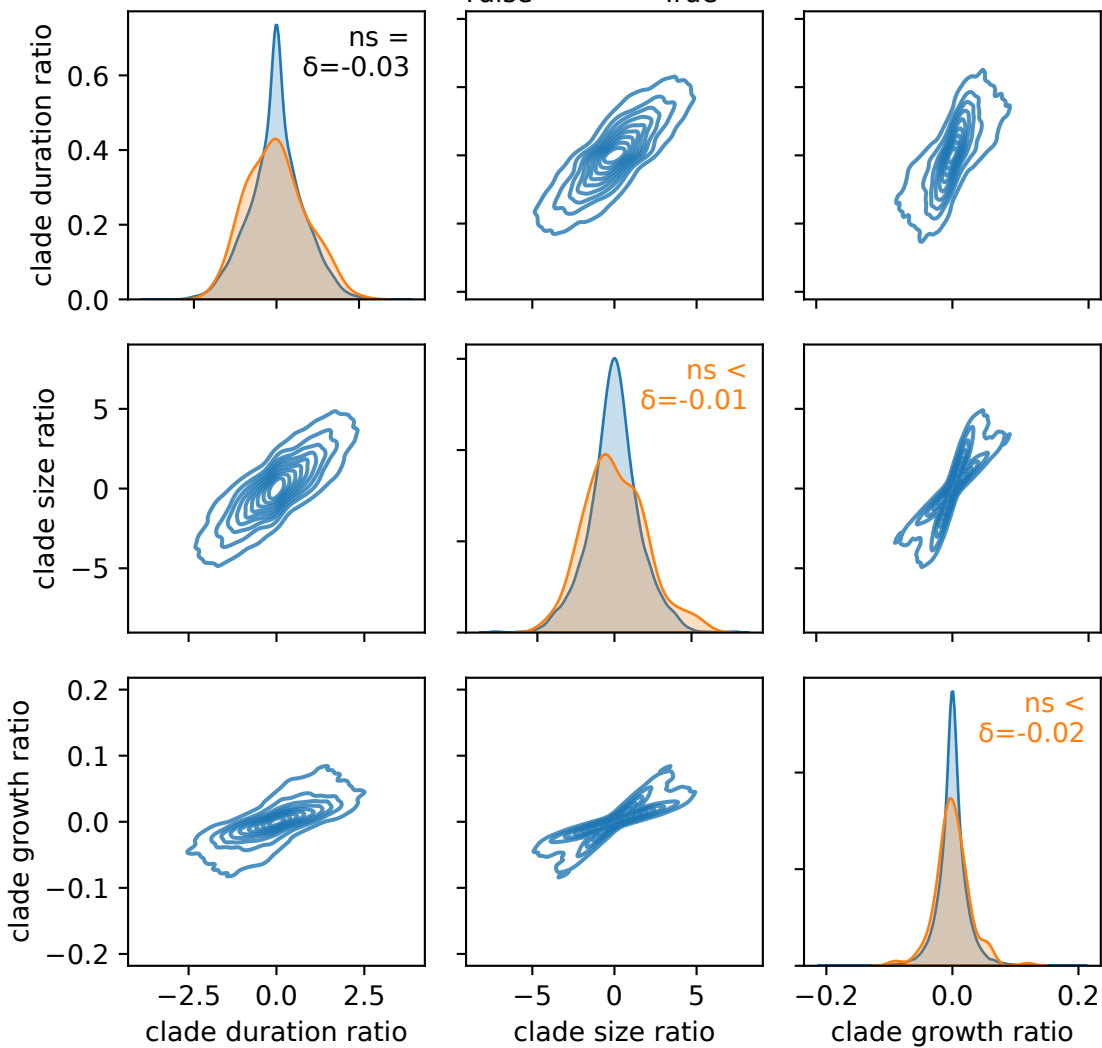 clade duration ratio
0.6
0.4
0.2
0.0
ns =
δ=-0.03
clade size ratio
5
0
−5
ns <
δ=-0.01
clade growth ratio
0.2
0.1
0.0
−0.1
−0.2
ns <
δ=-0.02
−2.5 0.0 2.5
−5 0 5
−0.2 0.0 0.2
clade duration ratio
clade size ratio
clade growth ratio